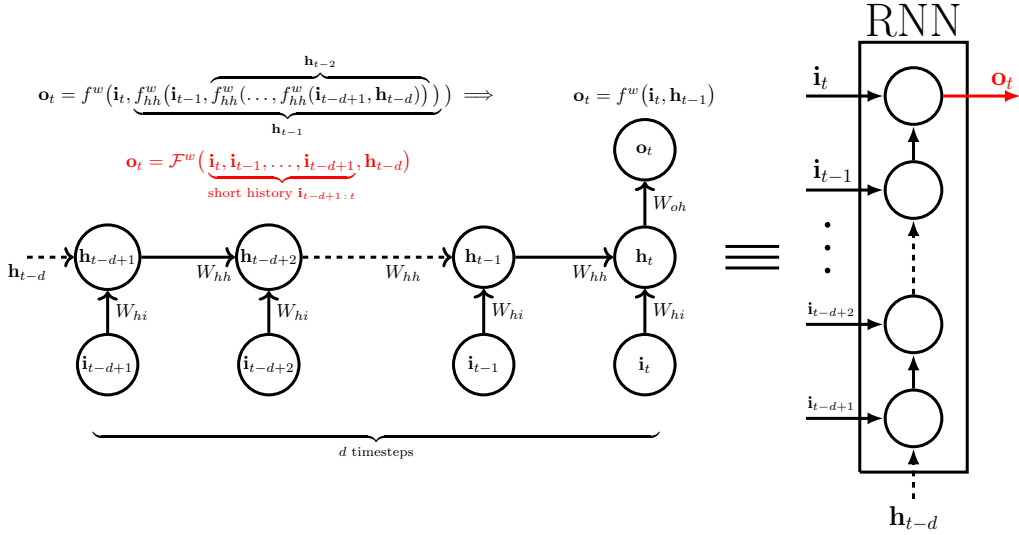 RNN
h_{t−2}
o_t = f^w(i_t, f^w_{hh}(i_{t−1}, f^w_{hh}(…, f^w_{hh}(i_{t−d+1}, h_{t−d})))) ⟹ o_t = f^w(i_t, h_{t−1})
h_{t−1}
o_t = F^w(i_t, i_{t−1}, …, i_{t−d+1}, h_{t−d})
short history i_{t−d+1 : t}
o_t
W_{oh}
h_{t−d+1} h_{t−d+2} h_{t−1} h_t
h_{t−d} W_{hh} W_{hh} W_{hh}
W_{hi} W_{hi} W_{hi} W_{hi}
i_{t−d+1} i_{t−d+2} i_{t−1} i_t
d timesteps
≡
i_t o_t
i_{t−1}
⋮
i_{t−d+2}
i_{t−d+1}
h_{t−d}